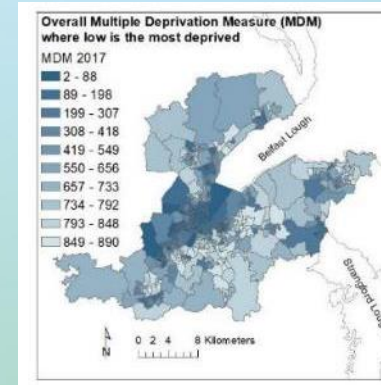 Overall Multiple Deprivation Measure (MDM)
where low is the most deprived
MDM 2017
2 - 88
89 - 198
199 - 307
308 - 418
419 - 549
550 - 656
657 - 733
734 - 792
793 - 848
849 - 890
Belfast Lough
Strangford Lough
N
0 2 4 8 Kilometers